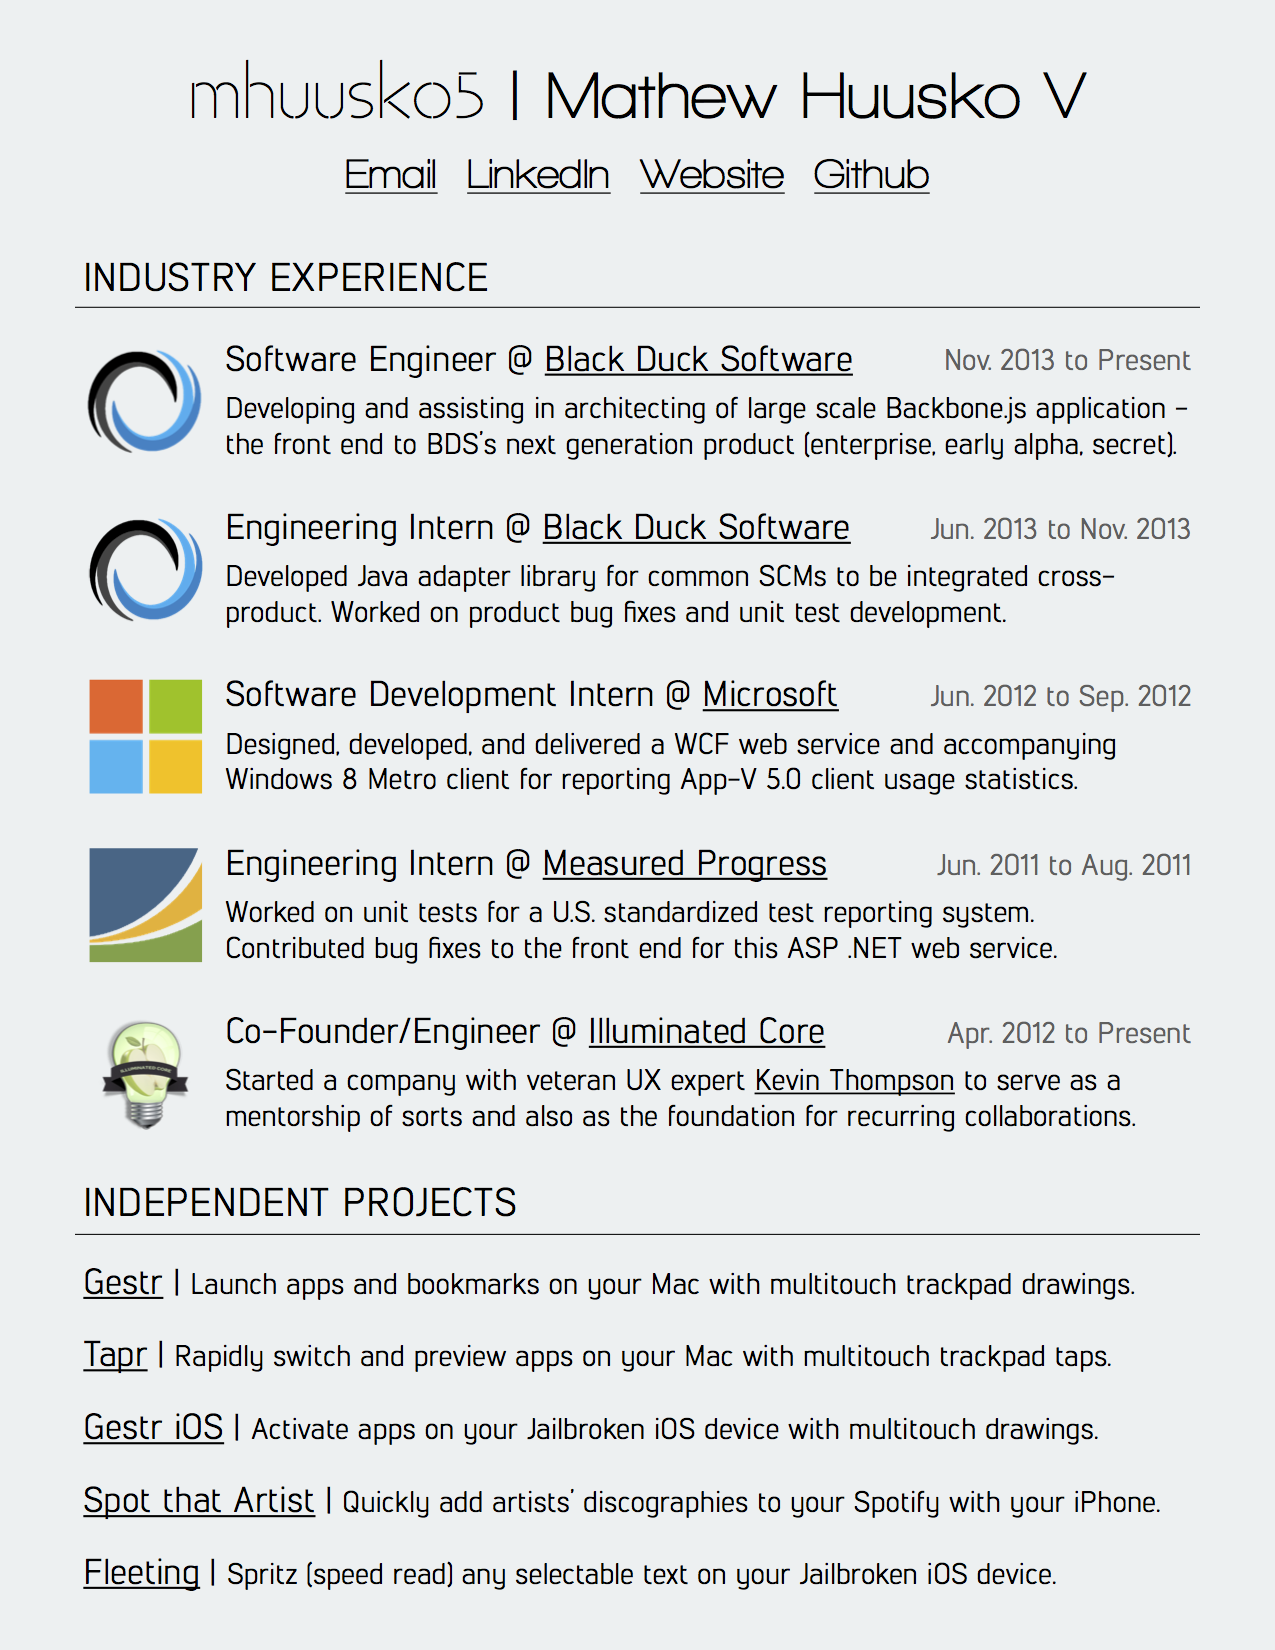 mhuusko5 | Mathew Huusko V
Email LinkedIn Website Github
INDUSTRY EXPERIENCE
Software Engineer @ Black Duck Software Nov. 2013 to Present
Developing and assisting in architecting of large scale Backbone.js application -
the front end to BDS's next generation product (enterprise, early alpha, secret).
Engineering Intern @ Black Duck Software Jun. 2013 to Nov. 2013
Developed Java adapter library for common SCMs to be integrated cross-
product. Worked on product bug fixes and unit test development.
Software Development Intern @ Microsoft Jun. 2012 to Sep. 2012
Designed, developed, and delivered a WCF web service and accompanying
Windows 8 Metro client for reporting App-V 5.0 client usage statistics.
Engineering Intern @ Measured Progress Jun. 2011 to Aug. 2011
Worked on unit tests for a U.S. standardized test reporting system.
Contributed bug fixes to the front end for this ASP .NET web service.
Co-Founder/Engineer @ Illuminated Core Apr. 2012 to Present
ILLUMINATED CORE
Started a company with veteran UX expert Kevin Thompson to serve as a
mentorship of sorts and also as the foundation for recurring collaborations.
INDEPENDENT PROJECTS
Gestr | Launch apps and bookmarks on your Mac with multitouch trackpad drawings.
Tapr | Rapidly switch and preview apps on your Mac with multitouch trackpad taps.
Gestr iOS | Activate apps on your Jailbroken iOS device with multitouch drawings.
Spot that Artist | Quickly add artists' discographies to your Spotify with your iPhone.
Fleeting | Spritz (speed read) any selectable text on your Jailbroken iOS device.